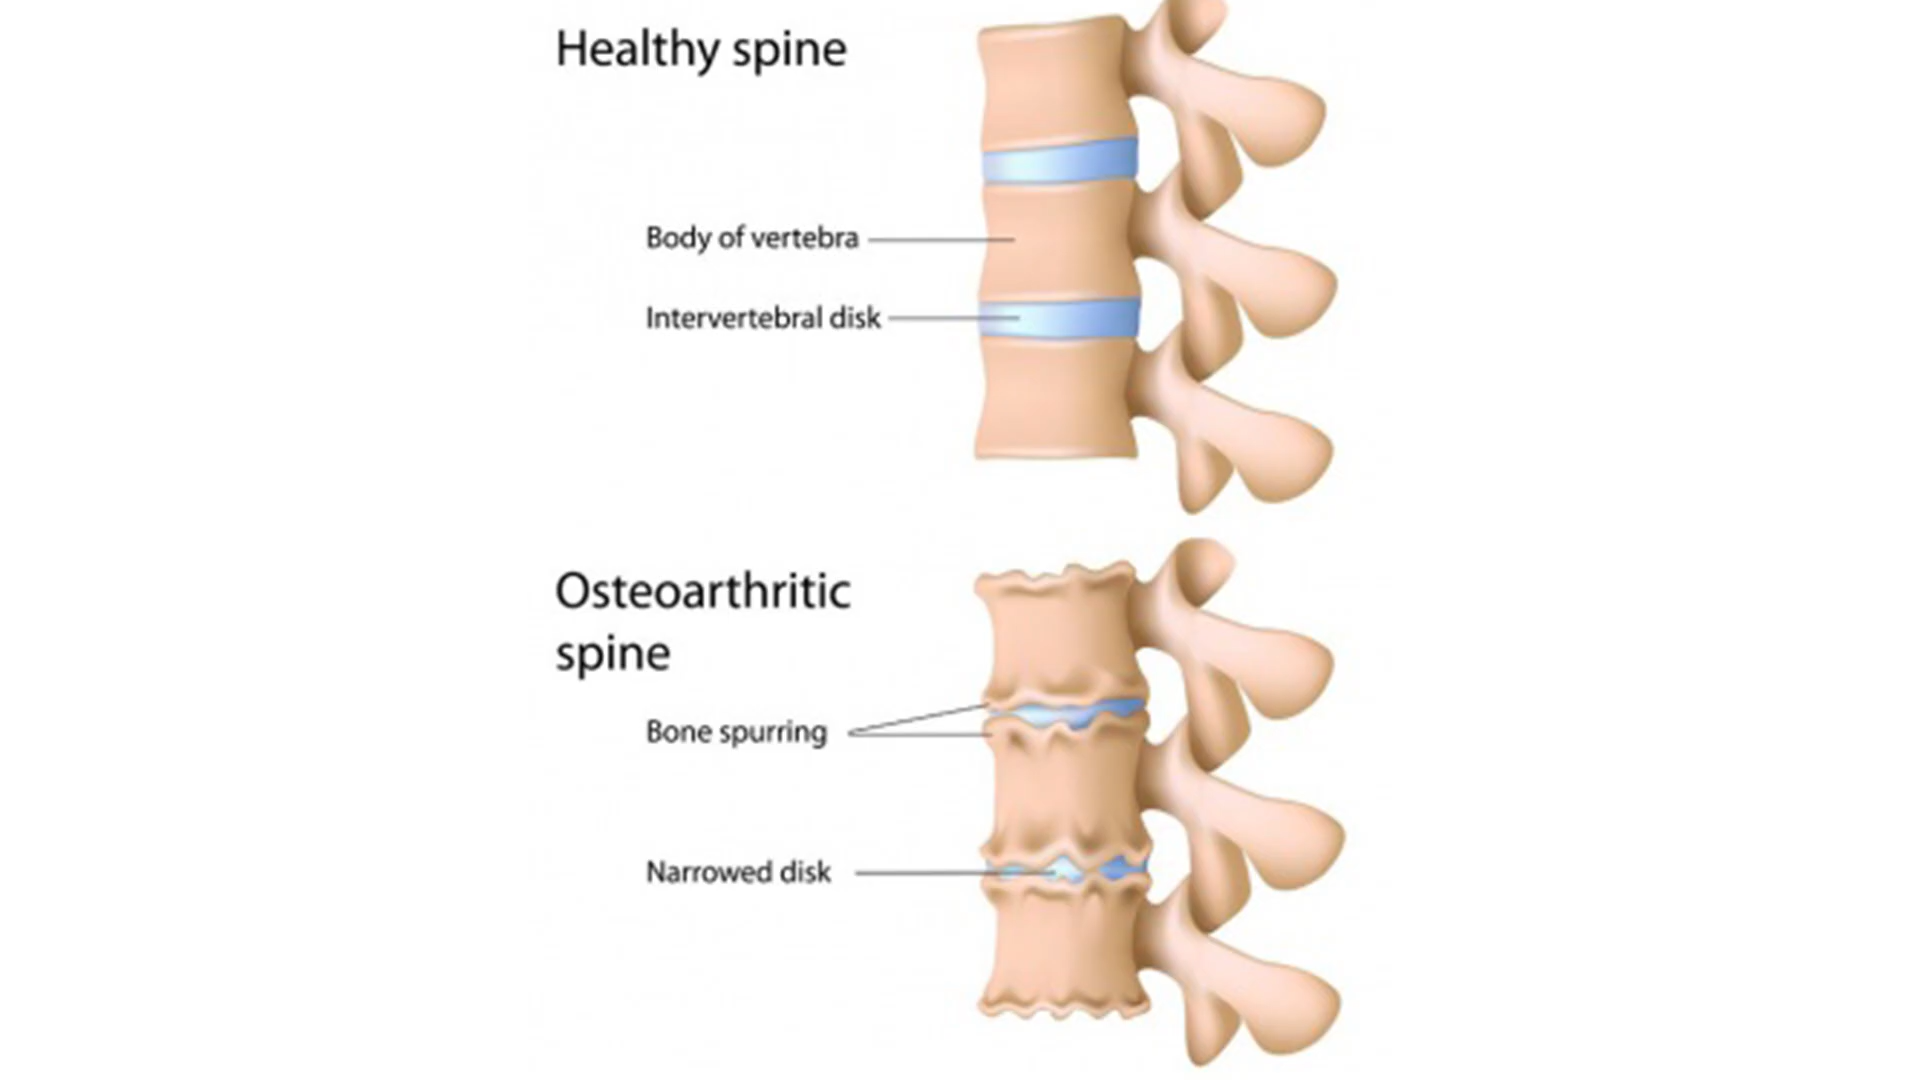 Healthy spine
Body of vertebra
Intervertebral disk
Osteoarthritic
spine
Bone spurring
Narrowed disk